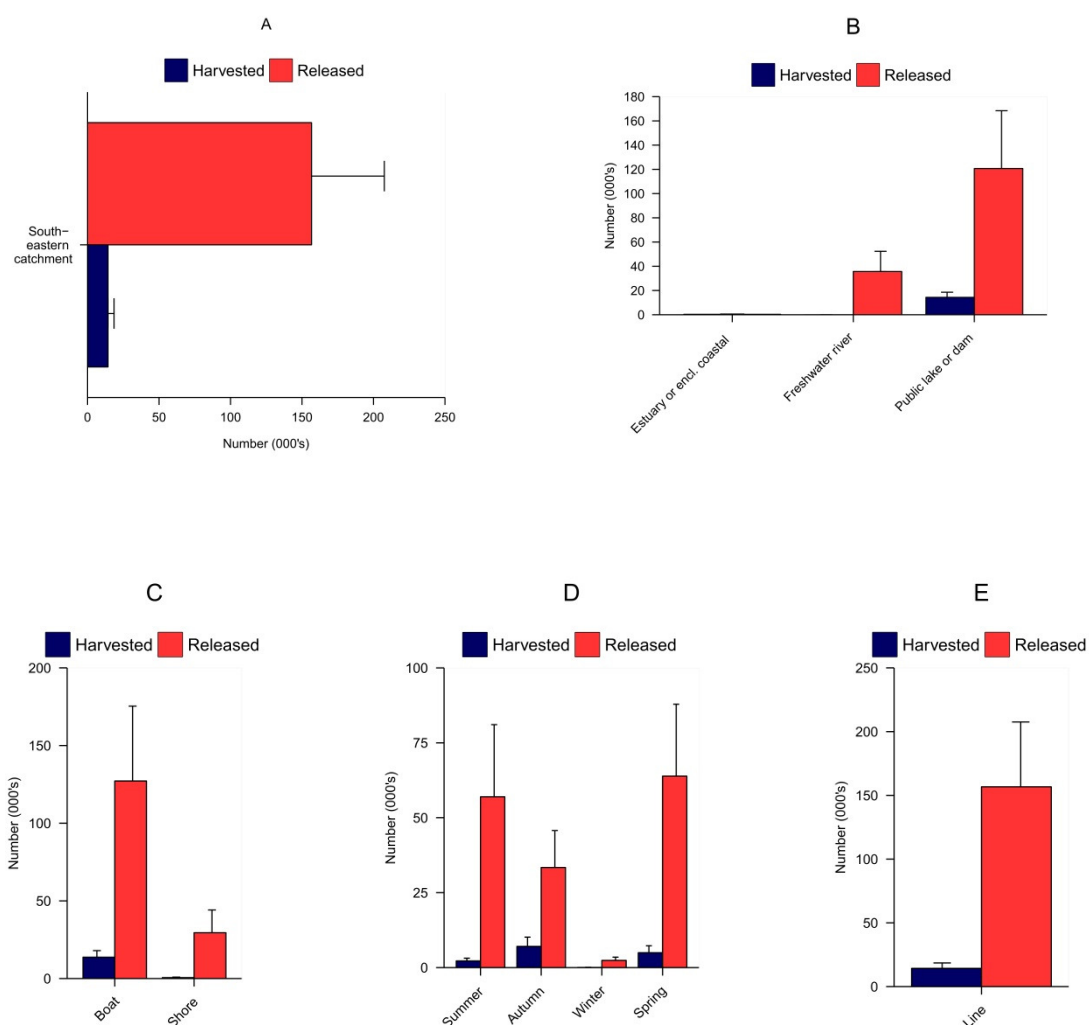 A
Harvested Released
South-
eastern
catchment
0 50 100 150 200 250
Number (000's)
B
Harvested Released
Number (000's)
180
160
140
120
100
80
60
40
20
0
Estuary or encl. coastal
Freshwater river
Public lake or dam
C
Harvested Released
Number (000's)
200
150
100
50
0
Boat
Shore
D
Harvested Released
Number (000's)
100
75
50
25
0
Summer
Autumn
Winter
Spring
E
Harvested Released
Number (000's)
250
200
150
100
50
0
Line